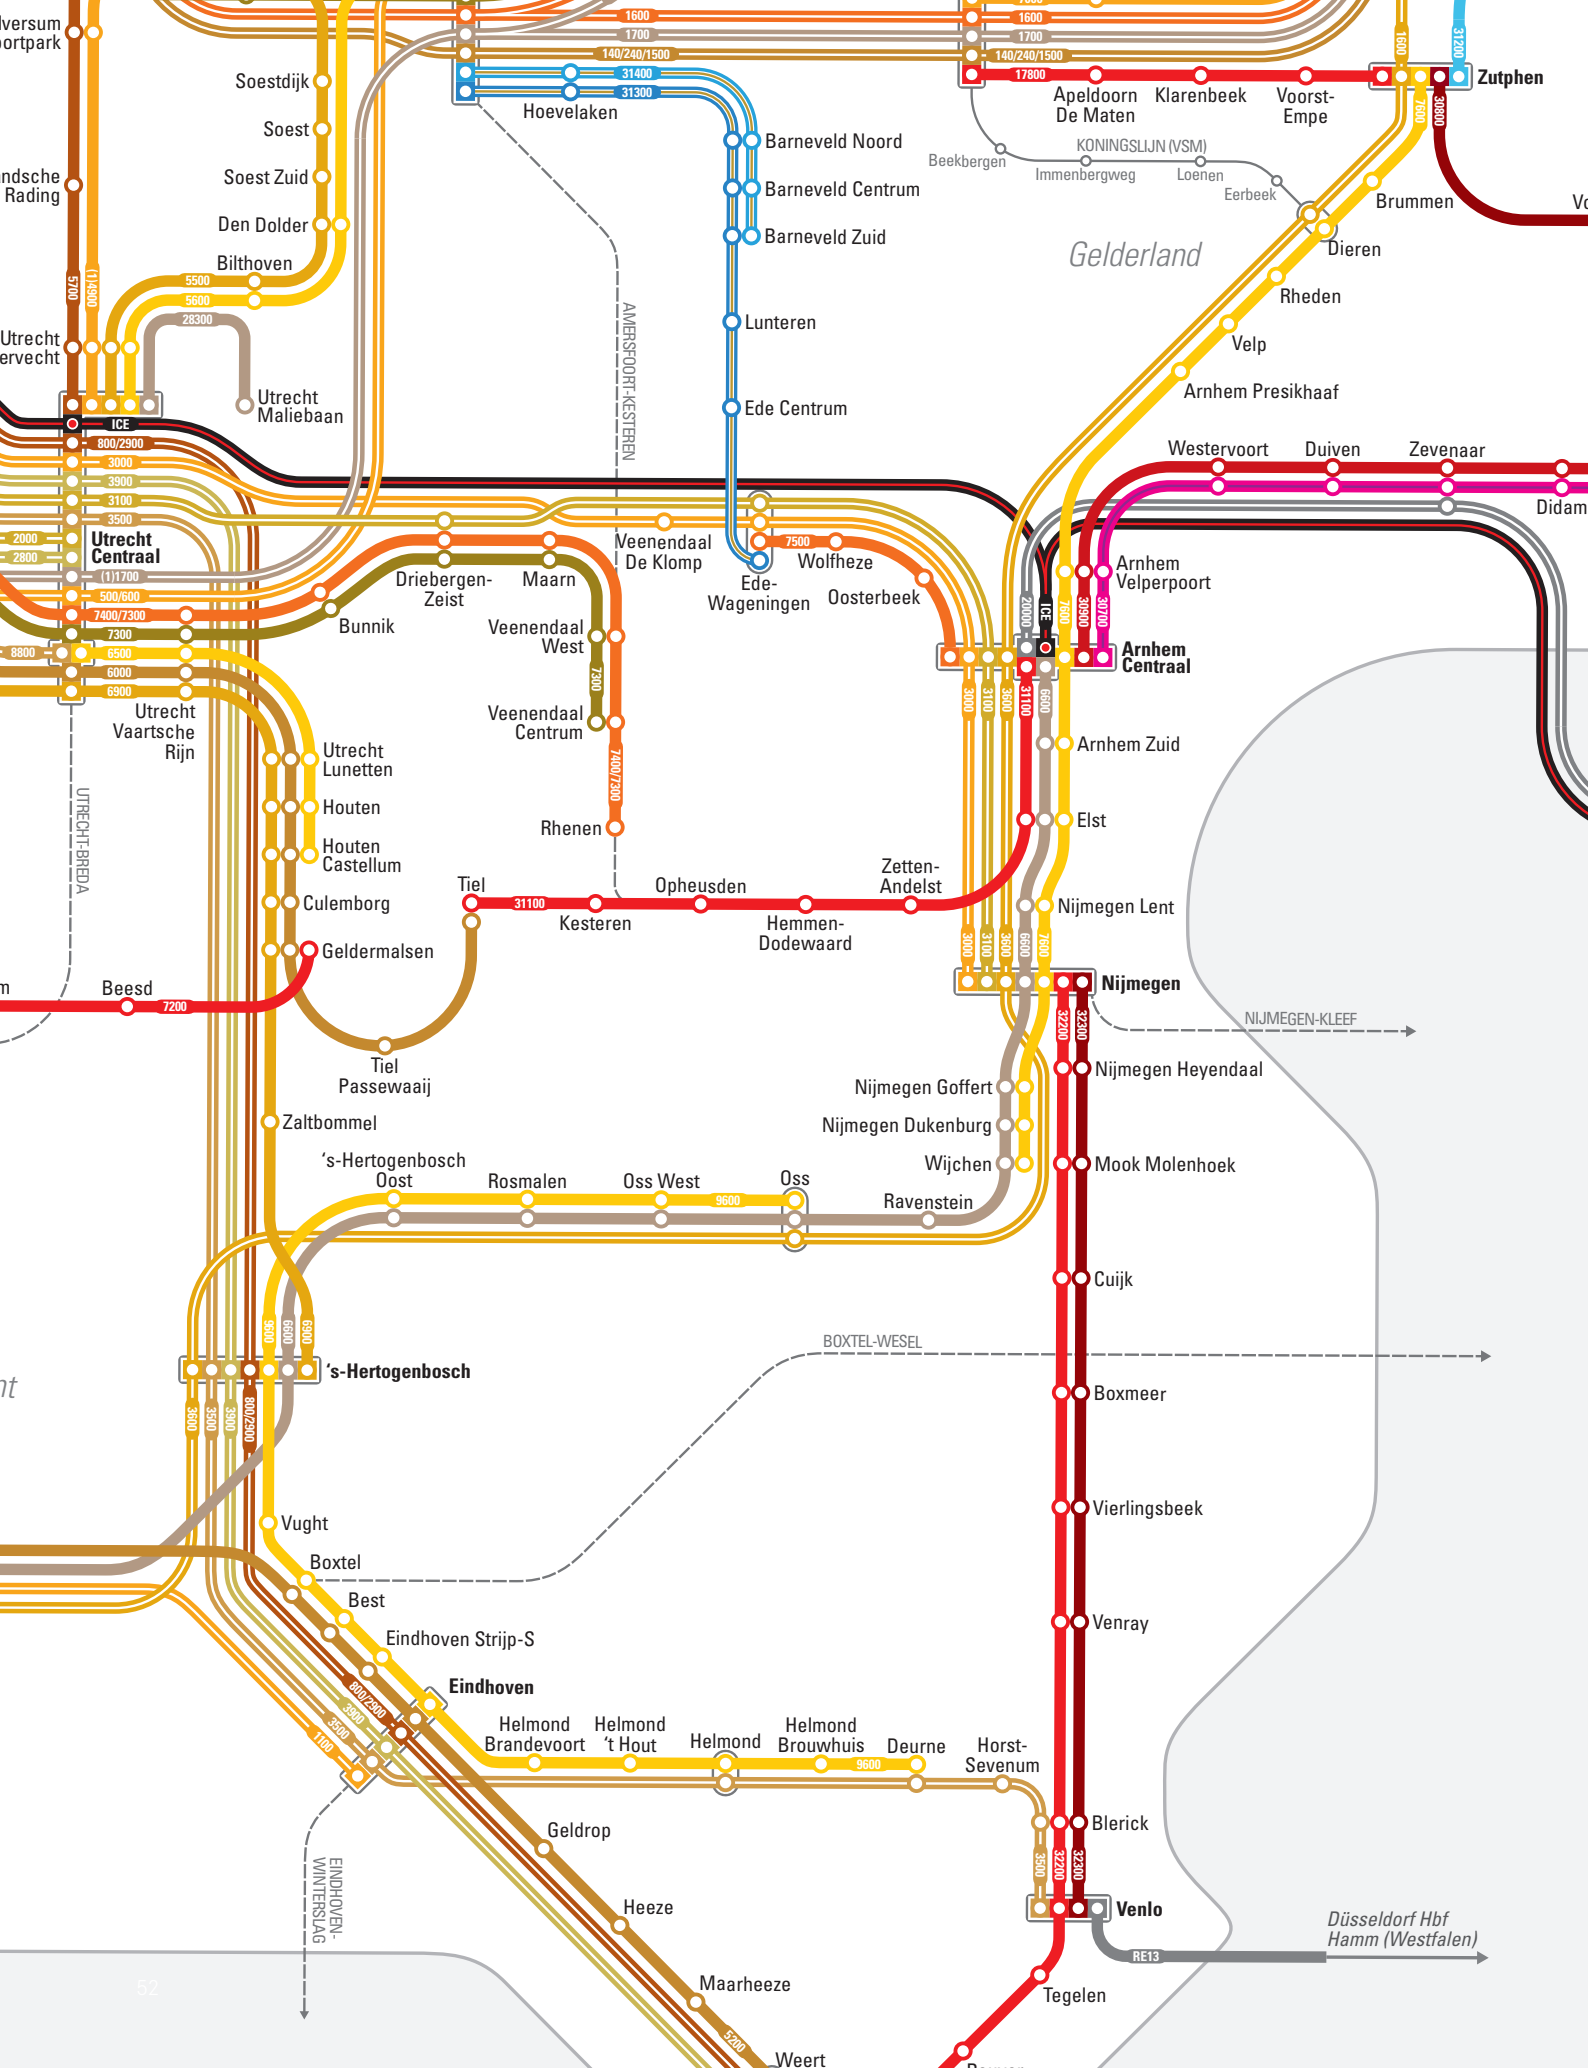 1600
1700
140/240/1500
31400
31300
Hoevelaken
1600
1700
140/240/1500
17800
Apeldoorn
De Maten
Klarenbeek
Voorst-
Empe
1600
31200
Zutphen
7600
30800
Soestdijk
Soest
Soest Zuid
Den Dolder
Bilthoven
5500
5600
28300
5700
(1)4900
Utrecht
Maliebaan
Barneveld Noord
Barneveld Centrum
Barneveld Zuid
Lunteren
Ede Centrum
AMERSFOORT-KESTEREN
Beekbergen
KONINGSLIJN (VSM)
Immenbergweg
Loenen
Eerbeek
Brummen
Dieren
Gelderland
Rheden
Velp
Arnhem Presikhaaf
Westervoort
Duiven
Zevenaar
Didam
ICE
800/2900
3000
3900
3100
3500
2000
2800
Utrecht
Centraal
(1)1700
500/600
7400/7300
7300
8800
6500
6000
6900
Utrecht
Vaartsche
Rijn
Bunnik
Driebergen-
Zeist
Maarn
Veenendaal
De Klomp
Ede-
Wageningen
7500
Wolfheze
Oosterbeek
Arnhem
Velperpoort
20000
ICE
7600
30900
30700
Arnhem
Centraal
Veenendaal
West
7300
Veenendaal
Centrum
7400/7300
Rhenen
3000
3100
3600
31100
6600
Arnhem Zuid
Elst
Utrecht
Lunetten
Houten
Houten
Castellum
Culemborg
Geldermalsen
UTRECHT-BREDA
Beesd
7200
Tiel
31100
Kesteren
Opheusden
Hemmen-
Dodewaard
Zetten-
Andelst
Nijmegen Lent
3000
3100
3600
6600
7600
Nijmegen
32200
32300
NIJMEGEN-KLEEF
Tiel
Passewaaij
Nijmegen Heyendaal
Nijmegen Goffert
Nijmegen Dukenburg
Wijchen
Mook Molenhoek
Zaltbommel
‘s-Hertogenbosch
Oost
Rosmalen
Oss West
9600
Oss
Ravenstein
Cuijk
9600
6600
6900
‘s-Hertogenbosch
3600
3500
3900
800/2900
BOXTEL-WESEL
Boxmeer
Vierlingsbeek
Venray
Vught
Boxtel
Best
Eindhoven Strijp-S
Eindhoven
800/2900
3900
3500
1100
Helmond
Brandevoort
Helmond
‘t Hout
Helmond
Helmond
Brouwhuis
9600
Deurne
Horst-
Sevenum
Blerick
3500
32200
32300
Venlo
Geldrop
Heeze
Maarheeze
5200
Weert
EINDHOVEN-
WINTERSLAG
RE13
Düsseldorf Hbf
Hamm (Westfalen)
Tegelen
52